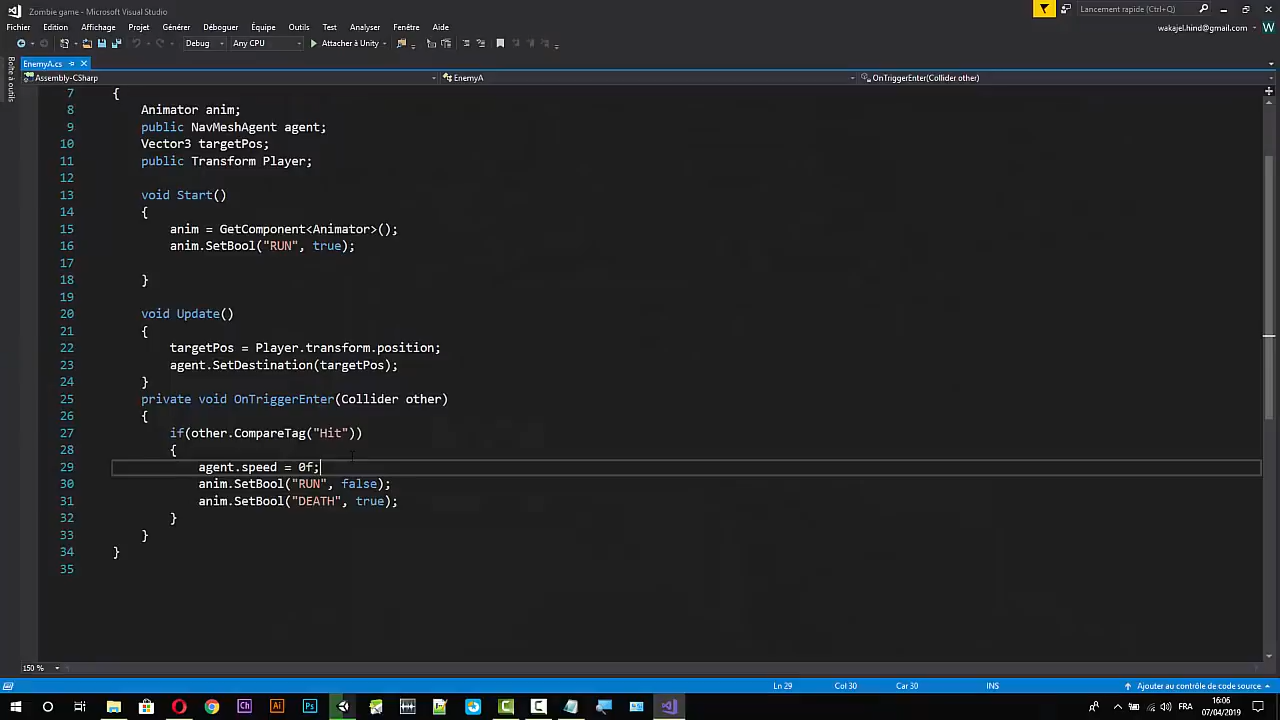 Zombie game - Microsoft Visual Studio
Lancement rapide (Ctrl+Q)
Fichier Edition Affichage Projet Générer Déboguer Équipe Outils Test Analyser Fenêtre Aide
wakajel.hind@gmail.com W
Debug Any CPU Attacher à Unity
Boîte à outils
EnemyA.cs
Assembly-CSharp EnemyA OnTriggerEnter(Collider other)
7 {
8 Animator anim;
9 public NavMeshAgent agent;
10 Vector3 targetPos;
11 public Transform Player;
12
13 void Start()
14 {
15 anim = GetComponent<Animator>();
16 anim.SetBool("RUN", true);
17
18 }
19
20 void Update()
21 {
22 targetPos = Player.transform.position;
23 agent.SetDestination(targetPos);
24 }
25 private void OnTriggerEnter(Collider other)
26 {
27 if(other.CompareTag("Hit"))
28 {
29 agent.speed = 0f;
30 anim.SetBool("RUN", false);
31 anim.SetBool("DEATH", true);
32 }
33 }
34 }
35
150 %
Ln 29 Col 30 Car 30 INS Ajouter au contrôle de code source
Ch Ai Ps FRA 16:06
07/04/2019